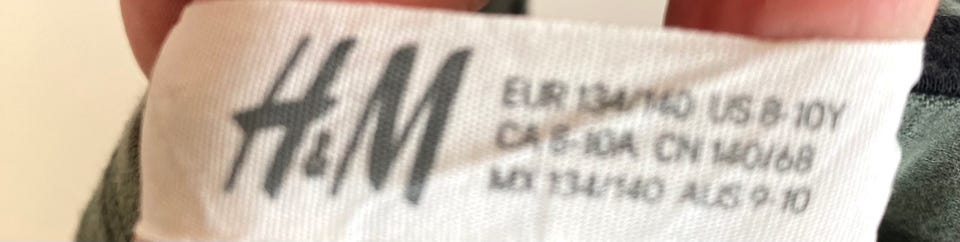 H&M
EUR 134/140 US 8-10Y
CA 8-10A CN 140/68
MX 134/140 AUS 9-10